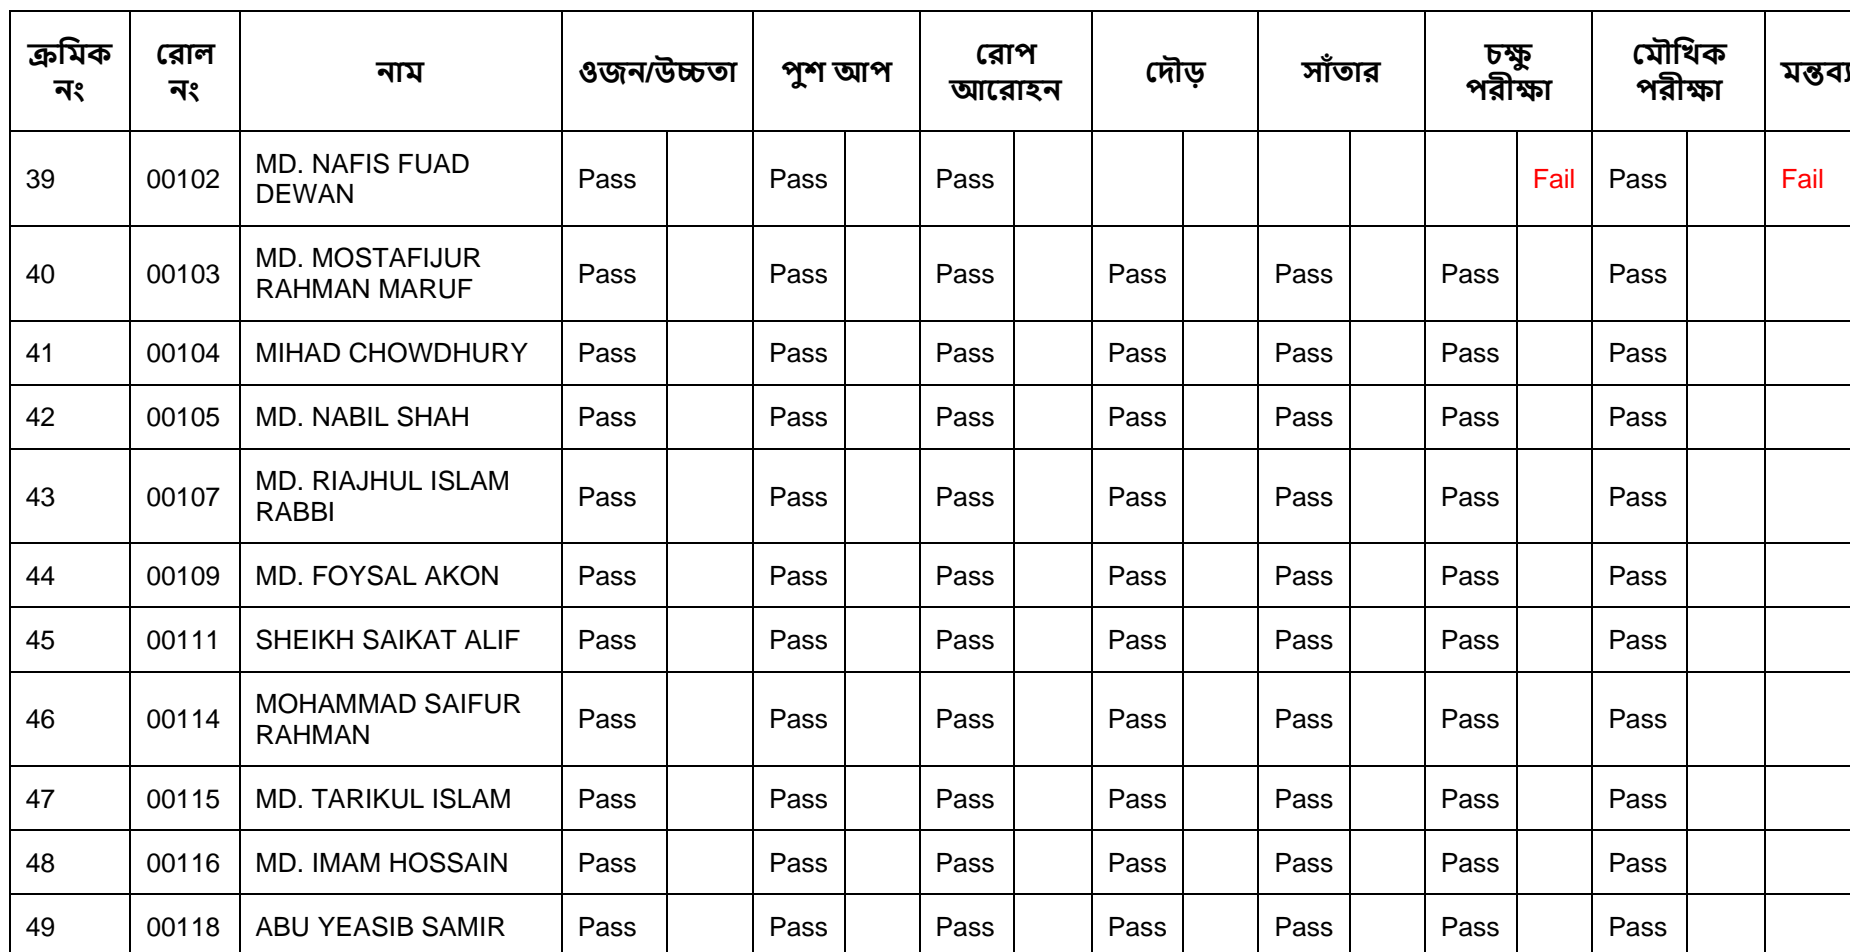 ক্রমিক নং রোল নং নাম ওজন/উচ্চতা পুশ আপ রোপ আরোহন দৌড় সাঁতার চক্ষু পরীক্ষা মৌখিক পরীক্ষা মন্তব্য
39 00102 MD. NAFIS FUAD DEWAN Pass Pass Pass Fail Pass Fail
40 00103 MD. MOSTAFIJUR RAHMAN MARUF Pass Pass Pass Pass Pass Pass Pass
41 00104 MIHAD CHOWDHURY Pass Pass Pass Pass Pass Pass Pass
42 00105 MD. NABIL SHAH Pass Pass Pass Pass Pass Pass Pass
43 00107 MD. RIAJHUL ISLAM RABBI Pass Pass Pass Pass Pass Pass Pass
44 00109 MD. FOYSAL AKON Pass Pass Pass Pass Pass Pass Pass
45 00111 SHEIKH SAIKAT ALIF Pass Pass Pass Pass Pass Pass Pass
46 00114 MOHAMMAD SAIFUR RAHMAN Pass Pass Pass Pass Pass Pass Pass
47 00115 MD. TARIKUL ISLAM Pass Pass Pass Pass Pass Pass Pass
48 00116 MD. IMAM HOSSAIN Pass Pass Pass Pass Pass Pass Pass
49 00118 ABU YEASIB SAMIR Pass Pass Pass Pass Pass Pass Pass